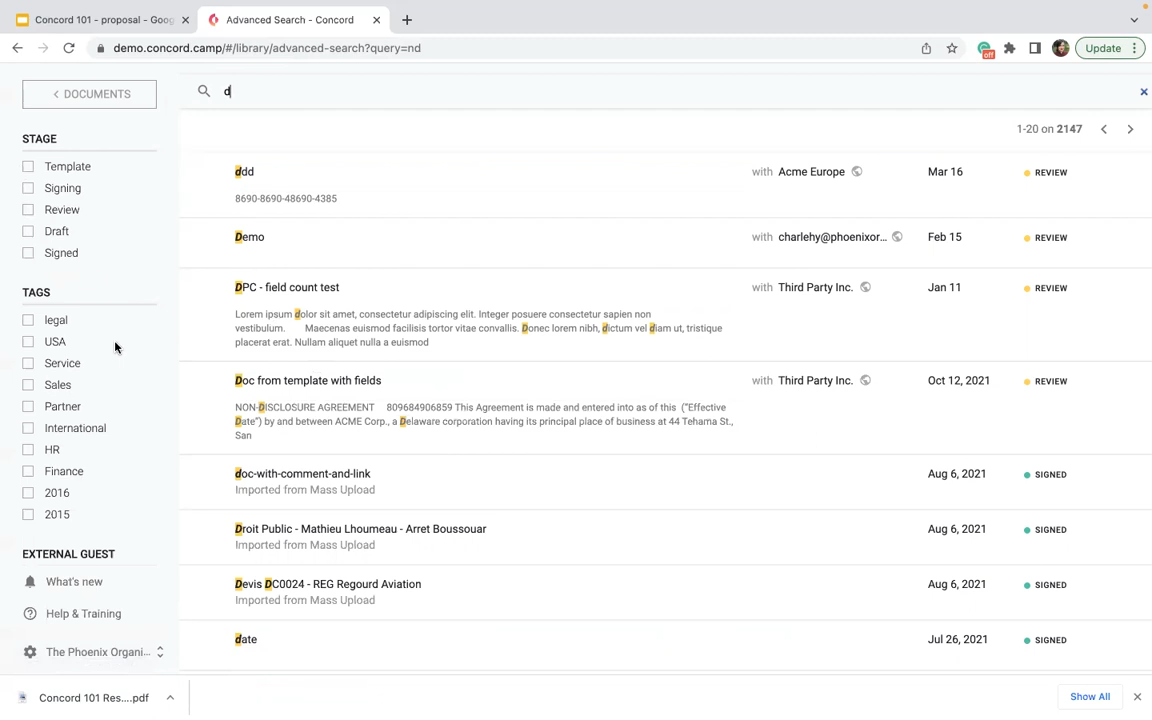 Concord 101 - proposal - Goog
Advanced Search - Concord
demo.concord.camp/#/library/advanced-search?query=nd
off
Update
DOCUMENTS
d
1-20 on 2147
STAGE
Template
Signing
Review
Draft
Signed
TAGS
legal
USA
Service
Sales
Partner
International
HR
Finance
2016
2015
EXTERNAL GUEST
What's new
Help & Training
The Phoenix Organi...
ddd with Acme Europe Mar 16 REVIEW
8690-8690-48690-4385
Demo with charlehy@phoenixor... Feb 15 REVIEW
DPC - field count test with Third Party Inc. Jan 11 REVIEW
Lorem ipsum dolor sit amet, consectetur adipiscing elit. Integer posuere consectetur sapien non
vestibulum. Maecenas euismod facilisis tortor vitae convallis. Donec lorem nibh, dictum vel diam ut, tristique
placerat erat. Nullam aliquet nulla a euismod
Doc from template with fields with Third Party Inc. Oct 12, 2021 REVIEW
NON-DISCLOSURE AGREEMENT 809684906859 This Agreement is made and entered into as of this ("Effective
Date") by and between ACME Corp., a Delaware corporation having its principal place of business at 44 Tehama St.,
San
doc-with-comment-and-link Aug 6, 2021 SIGNED
Imported from Mass Upload
Droit Public - Mathieu Lhoumeau - Arret Boussouar Aug 6, 2021 SIGNED
Imported from Mass Upload
Devis DC0024 - REG Regourd Aviation Aug 6, 2021 SIGNED
Imported from Mass Upload
date Jul 26, 2021 SIGNED
Concord 101 Res....pdf
Show All